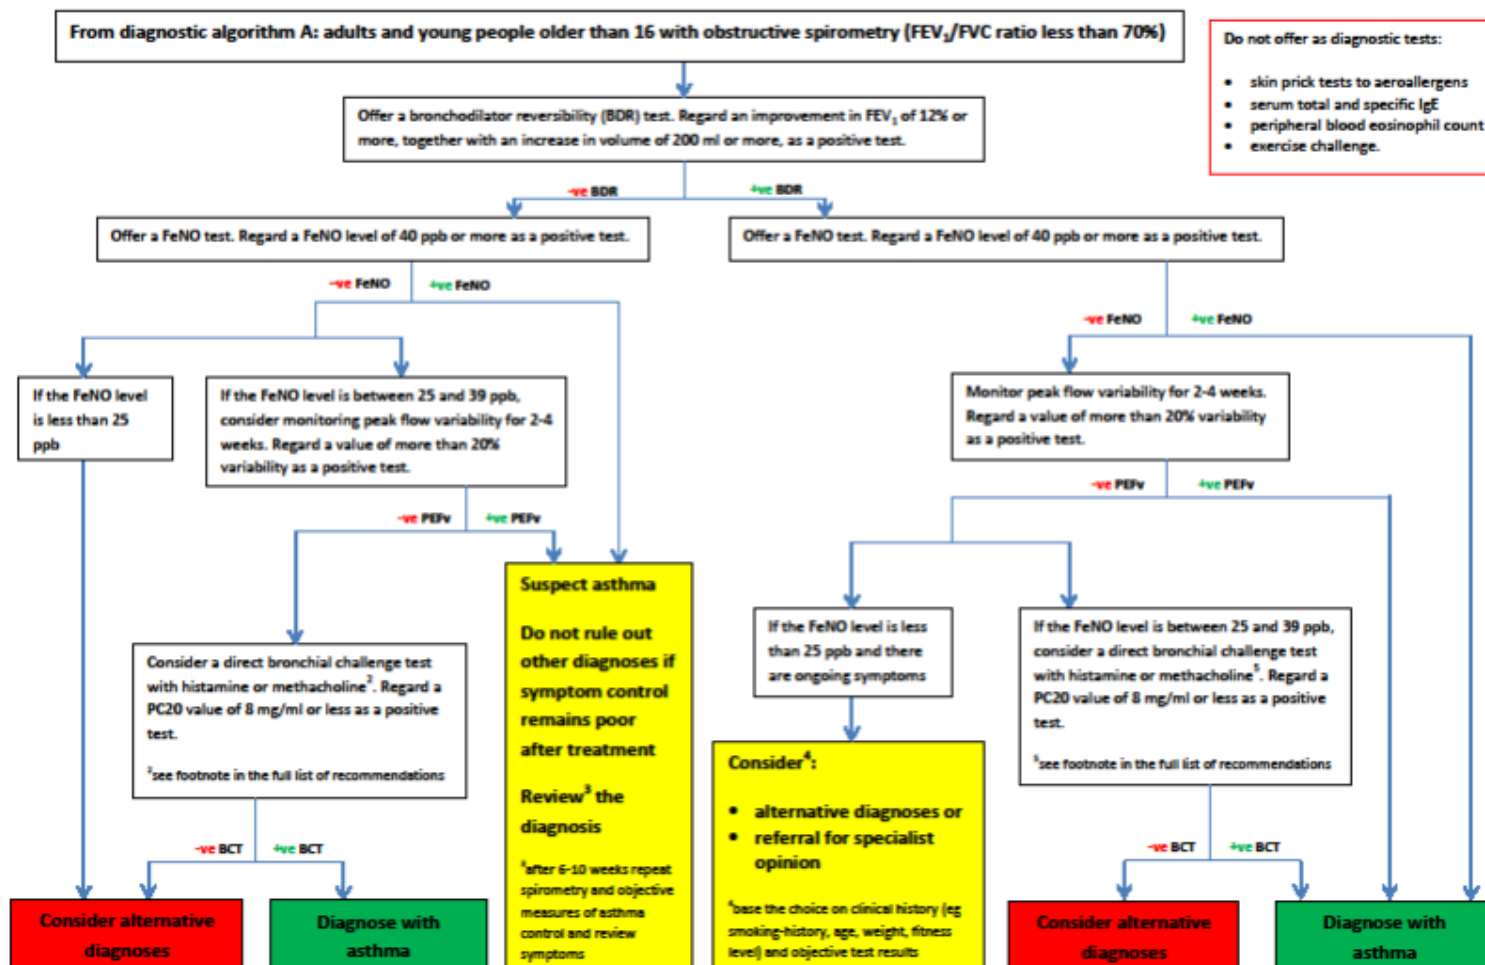 From diagnostic algorithm A: adults and young people older than 16 with obstructive spirometry (FEV₁/FVC ratio less than 70%)
Do not offer as diagnostic tests:
• skin prick tests to aeroallergens
• serum total and specific IgE
• peripheral blood eosinophil count
• exercise challenge.
Offer a bronchodilator reversibility (BDR) test. Regard an improvement in FEV₁ of 12% or
more, together with an increase in volume of 200 ml or more, as a positive test.
-ve BDR
+ve BDR
Offer a FeNO test. Regard a FeNO level of 40 ppb or more as a positive test.
Offer a FeNO test. Regard a FeNO level of 40 ppb or more as a positive test.
-ve FeNO
+ve FeNO
-ve FeNO
+ve FeNO
If the FeNO level
is less than 25
ppb
If the FeNO level is between 25 and 39 ppb,
consider monitoring peak flow variability for 2-4
weeks. Regard a value of more than 20%
variability as a positive test.
Monitor peak flow variability for 2-4 weeks.
Regard a value of more than 20% variability
as a positive test.
-ve PEFv
+ve PEFv
-ve PEFv
+ve PEFv
Consider a direct bronchial challenge test
with histamine or methacholine². Regard a
PC20 value of 8 mg/ml or less as a positive
test.
²see footnote in the full list of recommendations
Suspect asthma
Do not rule out
other diagnoses if
symptom control
remains poor
after treatment
Review³ the
diagnosis
³after 6-10 weeks repeat
spirometry and objective
measures of asthma
control and review
symptoms
If the FeNO level is less
than 25 ppb and there
are ongoing symptoms
Consider⁴:
• alternative diagnoses or
• referral for specialist
opinion
⁴base the choice on clinical history (eg
smoking-history, age, weight, fitness
level) and objective test results
If the FeNO level is between 25 and 39 ppb,
consider a direct bronchial challenge test
with histamine or methacholine⁵. Regard a
PC20 value of 8 mg/ml or less as a positive
test.
⁵see footnote in the full list of recommendations
-ve BCT
+ve BCT
-ve BCT
+ve BCT
Consider alternative
diagnoses
Diagnose with
asthma
Consider alternative
diagnoses
Diagnose with
asthma